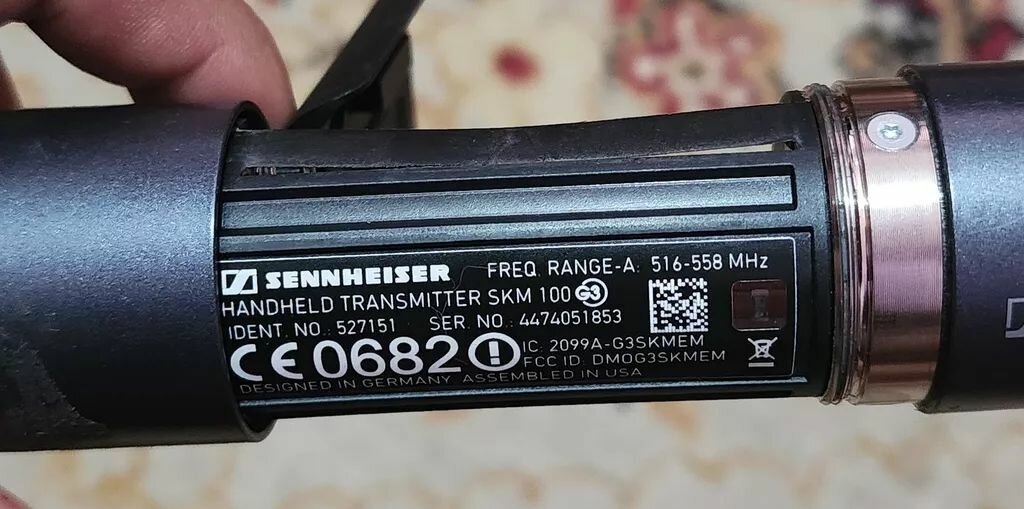 SENNHEISER FREQ. RANGE-A: 516-558 MHz
HANDHELD TRANSMITTER SKM 100 G3
IDENT. NO.: 527151 SER. NO.: 4474051853
CE 0682 IC: 2099A-G3SKMEM
FCC ID: DMOG3SKMEM
DESIGNED IN GERMANY ASSEMBLED IN USA